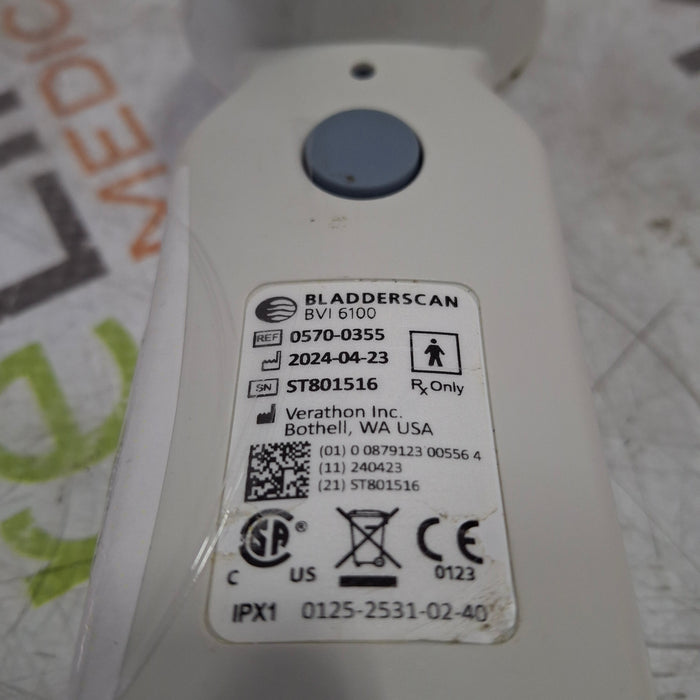 MEDIC
BLADDERSCAN
BVI 6100
REF 0570-0355
2024-04-23
SN ST801516
Rx Only
Verathon Inc.
Bothell, WA USA
(01) 0 0879123 00556 4
(11) 240423
(21) ST801516
C SA ® US
CE
0123
IPX1 0125-2531-02-40